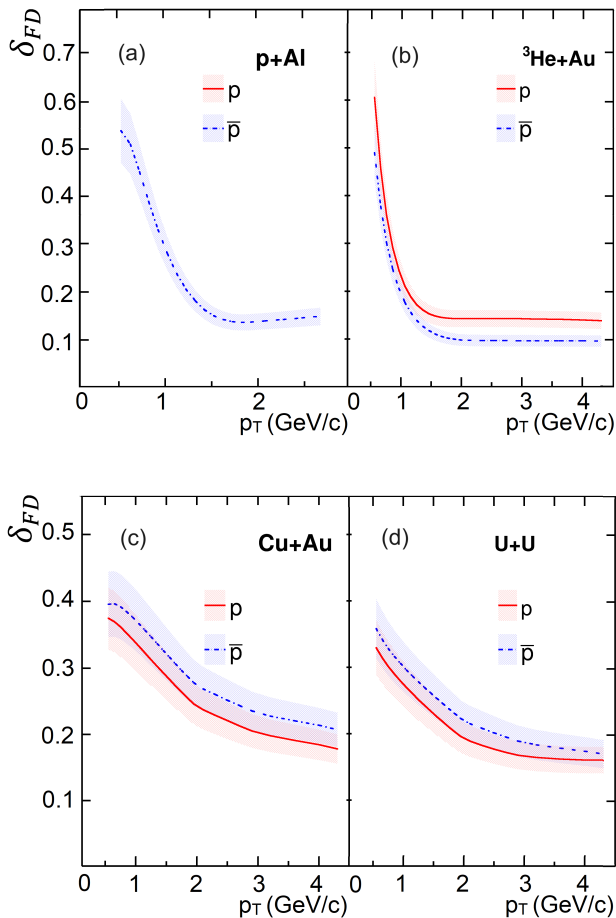 δFD
(a) p+Al
(b) ³He+Au
0.7
0.6
0.5
0.4
0.3
0.2
0.1
p
p̅
p
p̅
0 1 2
0 1 2 3 4
pT (GeV/c)
pT (GeV/c)
δFD
(c) Cu+Au
(d) U+U
0.5
0.4
0.3
0.2
0.1
p
p̅
p
p̅
0 1 2 3 4
0 1 2 3 4
pT (GeV/c)
pT (GeV/c)